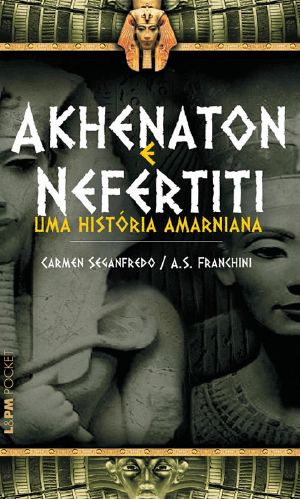 AKHENATON
E
NEFERTITI
UMA HISTÓRIA AMARNIANA
CARMEN SEGANFREDO / A.S. FRANCHINI
L&PM POCKET